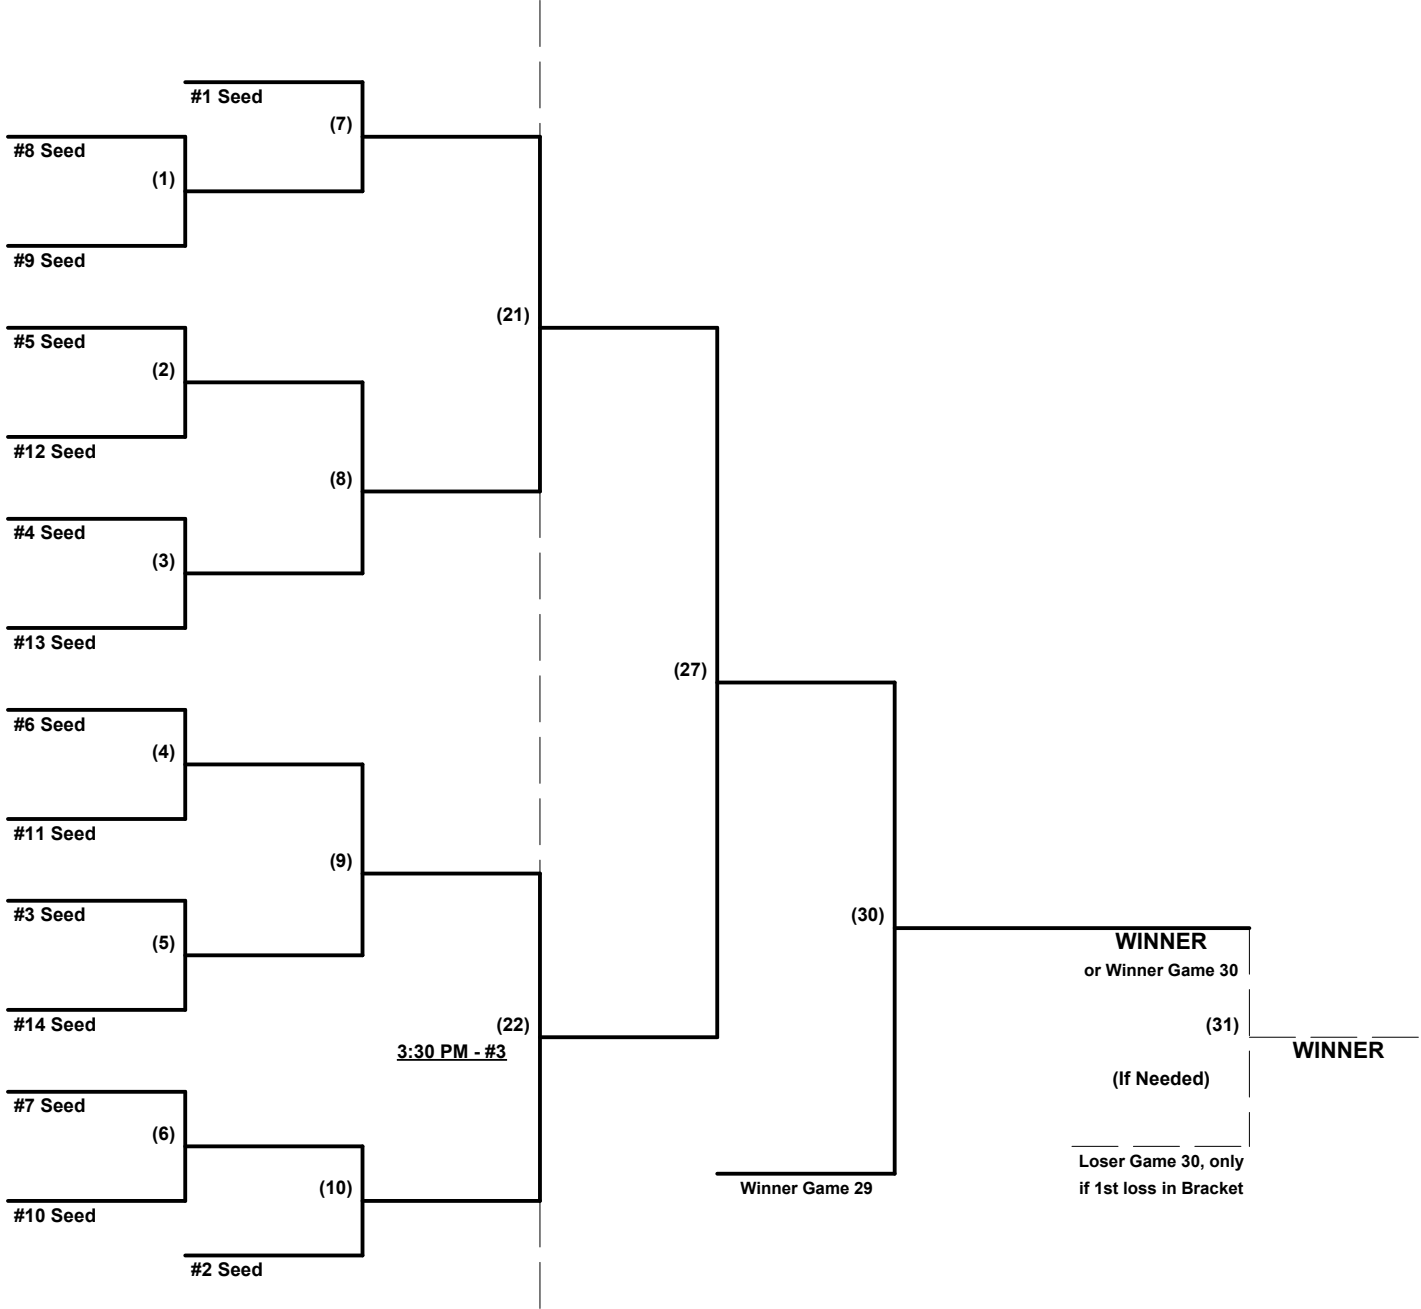 #1 Seed
(7)
#8 Seed
(1)
#9 Seed
(21)
#5 Seed
(2)
#12 Seed
(8)
#4 Seed
(3)
#13 Seed
(27)
#6 Seed
(4)
#11 Seed
(9)
#3 Seed
(5)
(30)
WINNER
or Winner Game 30
#14 Seed
(22)
(31)
3:30 PM - #3
WINNER
(If Needed)
#7 Seed
(6)
Loser Game 30, only
(10)
Winner Game 29
if 1st loss in Bracket
#10 Seed
#2 Seed